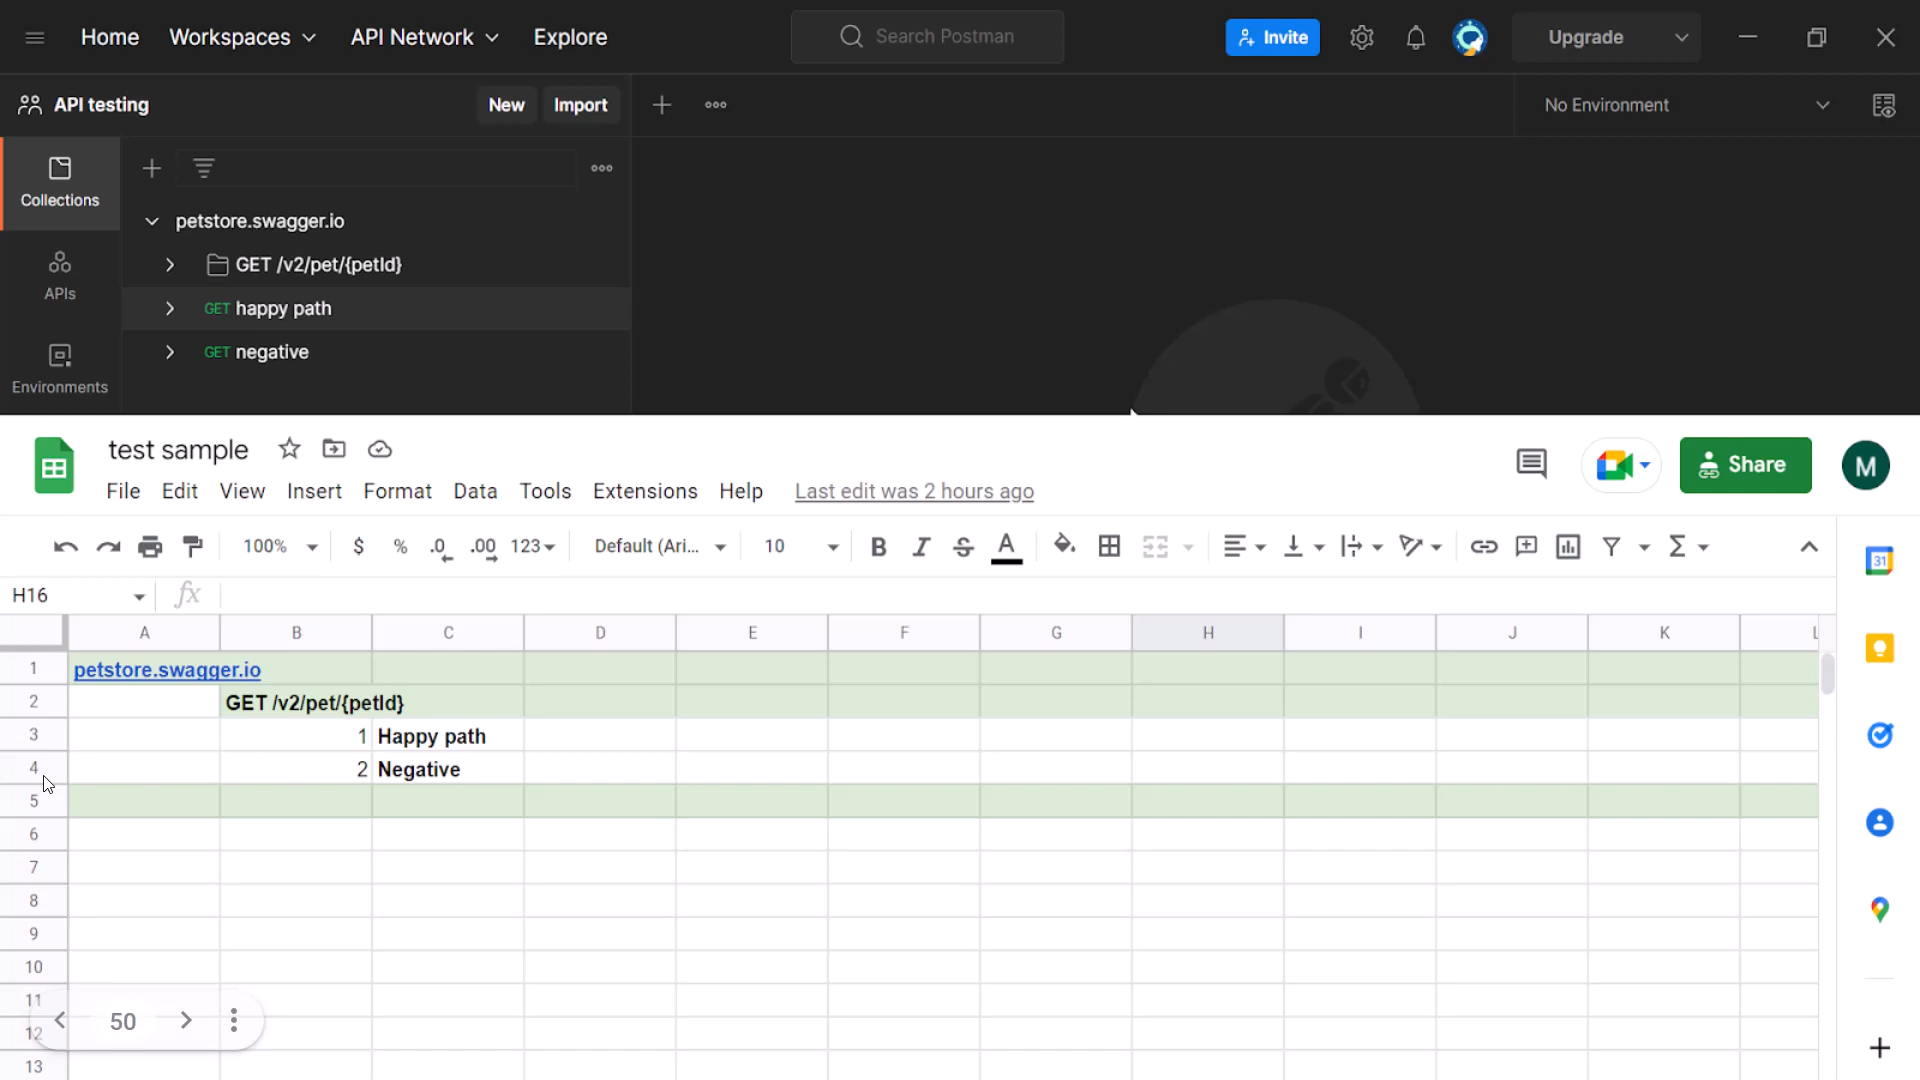 Home Workspaces API Network Explore Search Postman Invite Upgrade
API testing New Import No Environment
Collections
petstore.swagger.io
GET /v2/pet/{petId}
APIs
GET happy path
GET negative
Environments
test sample
Share
M
File Edit View Insert Format Data Tools Extensions Help Last edit was 2 hours ago
100% $ % .0 .00 123 Default (Ari... 10 B I S A Σ
31
H16 fx
A B C D E F G H I J K L
1 petstore.swagger.io
2 GET /v2/pet/{petId}
3 1 Happy path
4 2 Negative
5
6
7
8
9
10
11
50
12
13